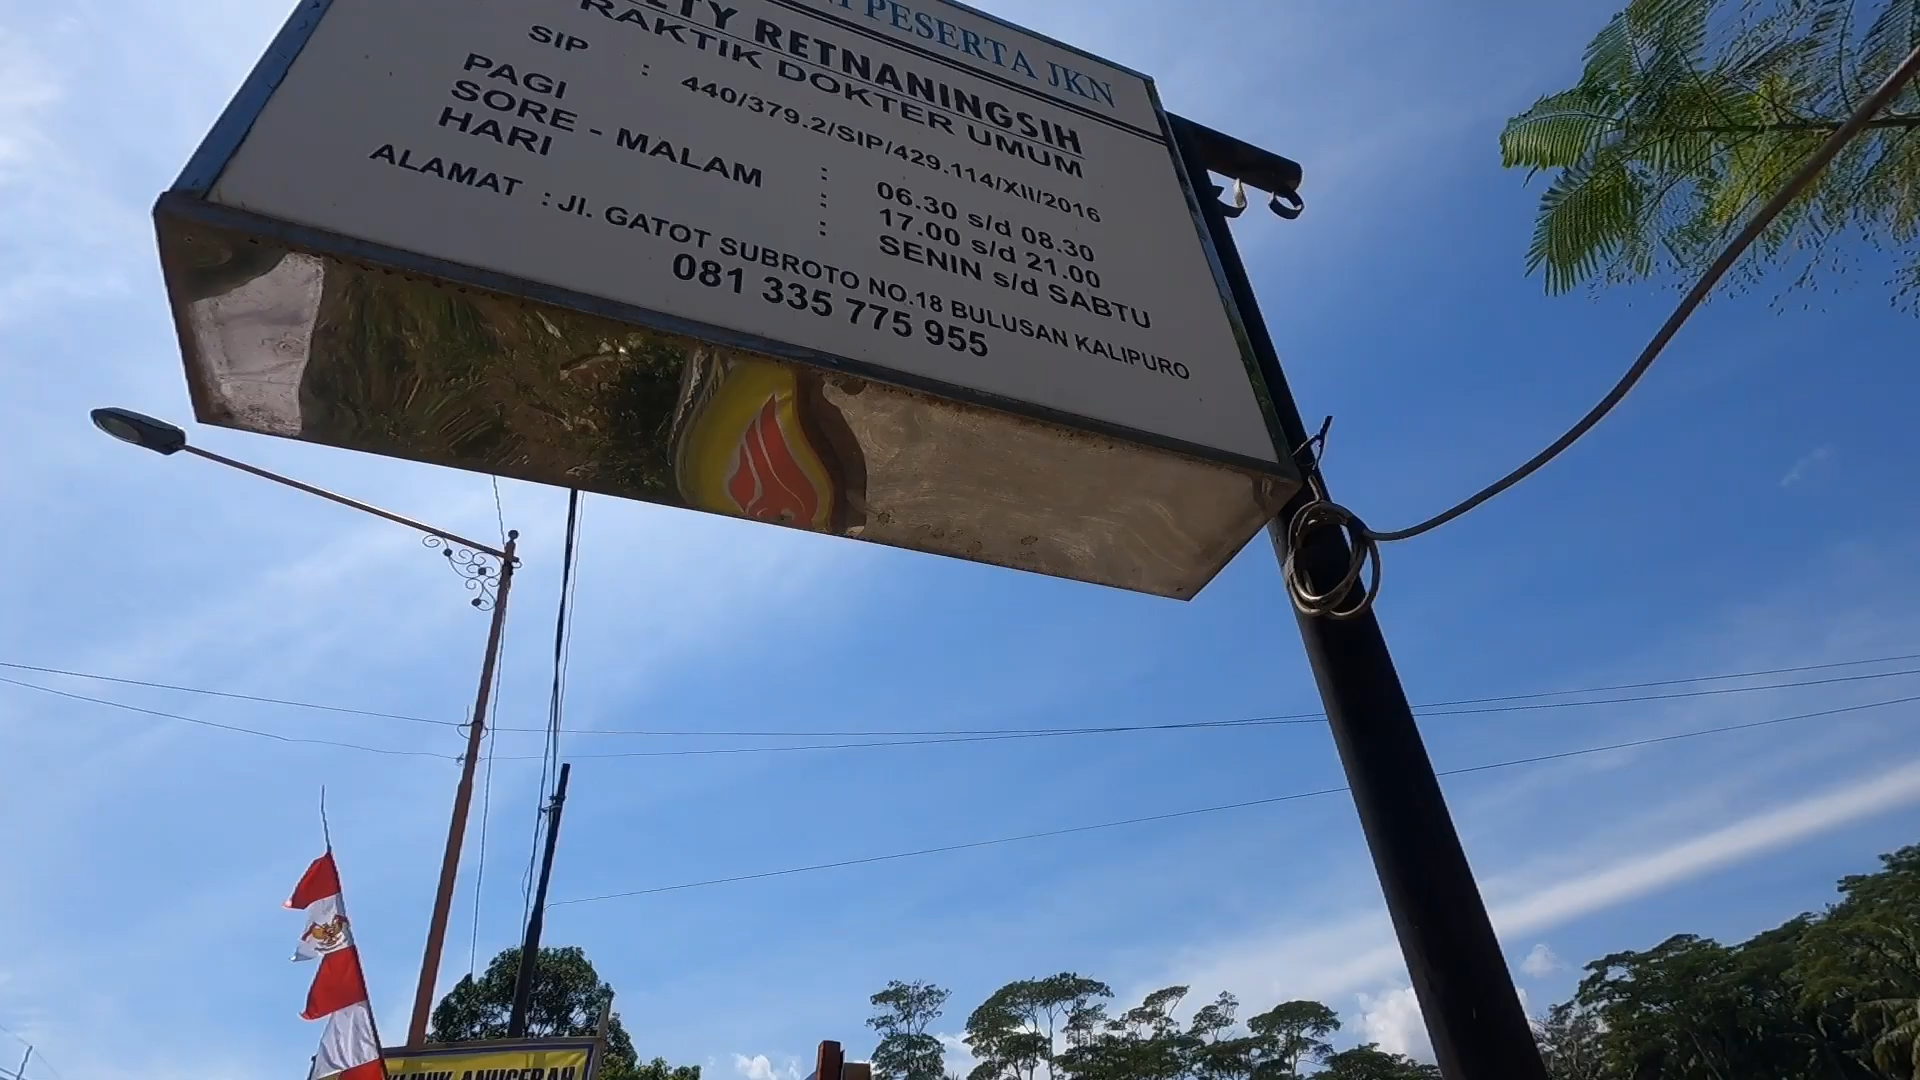 PESERTA JKN
RETNANINGSIH
PRAKTIK DOKTER UMUM
SIP : 440/379.2/SIP/429.114/XII/2016
PAGI : 06.30 s/d 08.30
SORE - MALAM : 17.00 s/d 21.00
HARI : SENIN s/d SABTU
ALAMAT : Jl. GATOT SUBROTO NO.18 BULUSAN KALIPURO
081 335 775 955
KLINIK ANUGERAH